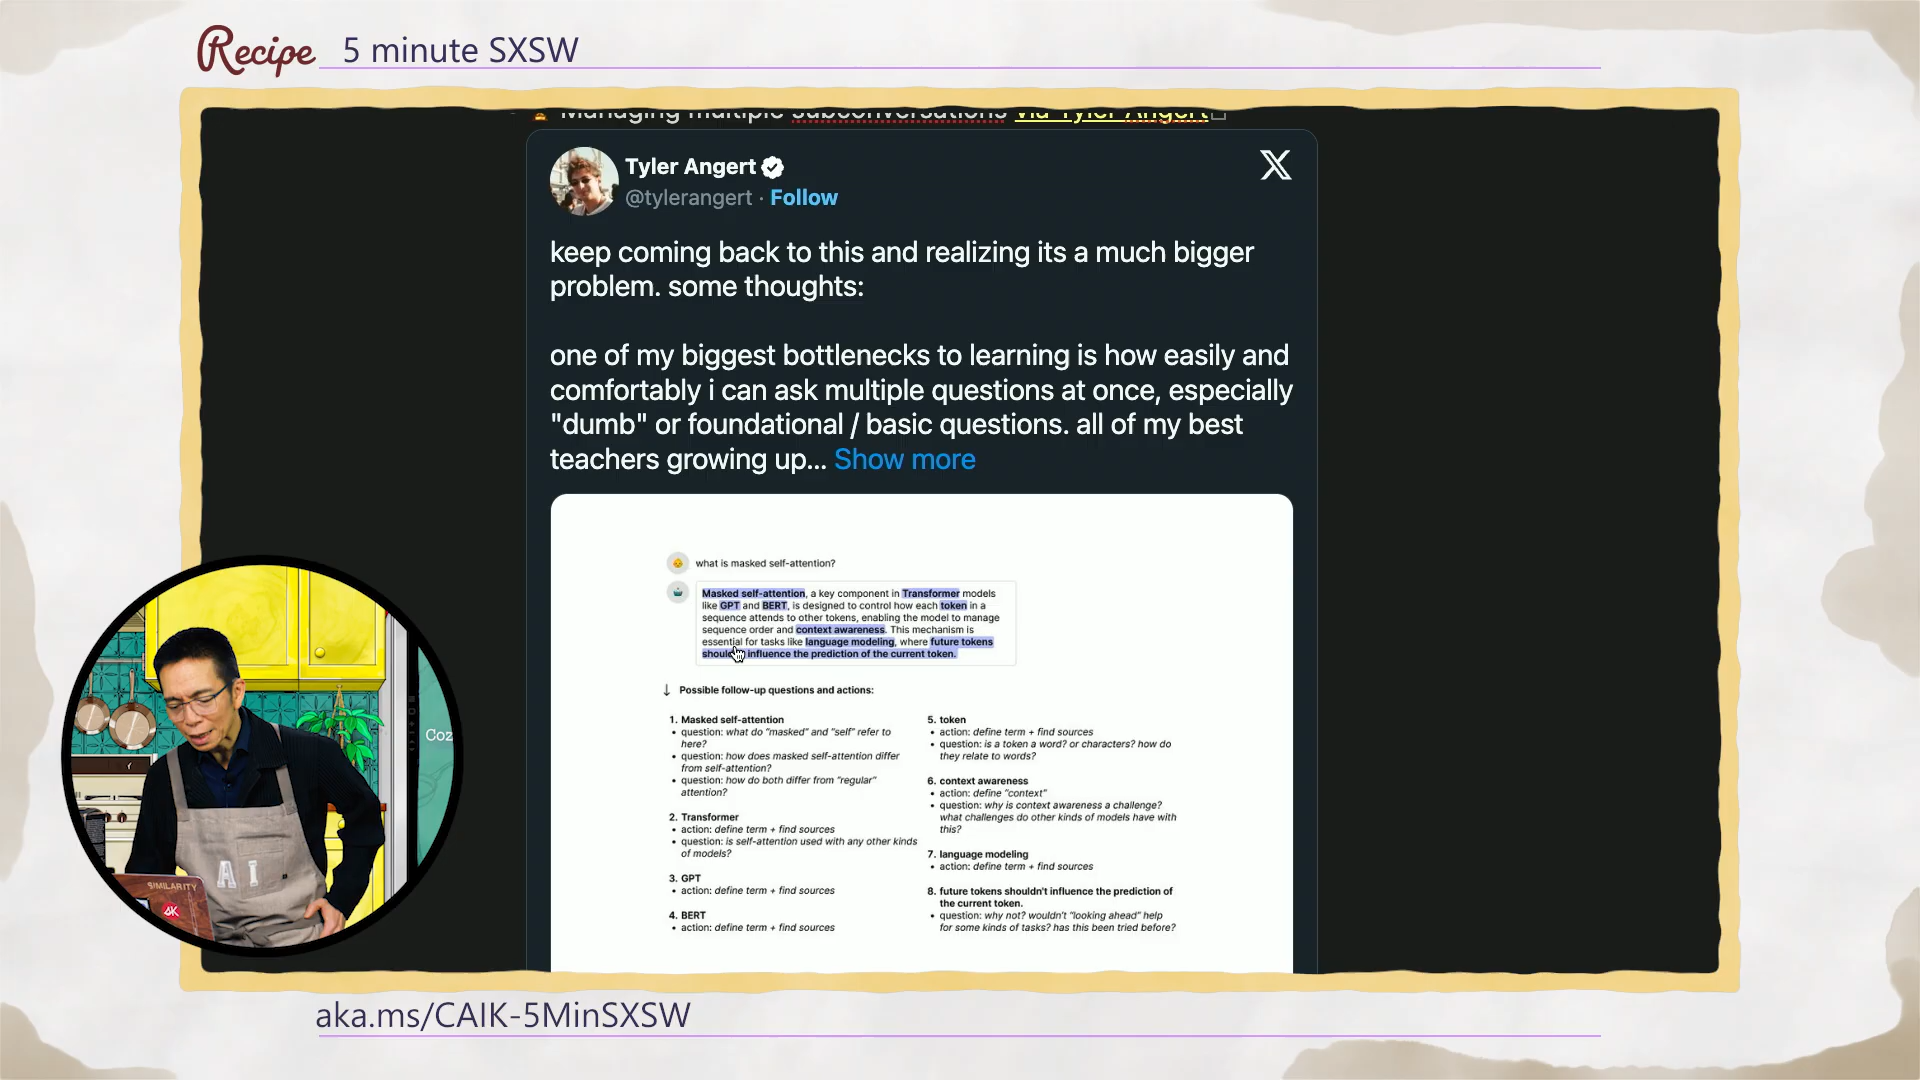 Recipe 5 minute SXSW
Managing multiple subconversations via Tyler Angert
Tyler Angert
@tylerangert · Follow
keep coming back to this and realizing its a much bigger
problem. some thoughts:
one of my biggest bottlenecks to learning is how easily and
comfortably i can ask multiple questions at once, especially
"dumb" or foundational / basic questions. all of my best
teachers growing up... Show more
what is masked self-attention?
Masked self-attention, a key component in Transformer models
like GPT and BERT, is designed to control how each token in a
sequence attends to other tokens, enabling the model to manage
sequence order and context awareness. This mechanism is
essential for tasks like language modeling, where future tokens
influence the prediction of the current token.
↓ Possible follow-up questions and actions:
1. Masked self-attention
• question: what do "masked" and "self" refer to
here?
• question: how does masked self-attention differ
from self-attention?
• question: how do both differ from "regular"
attention?
2. Transformer
• action: define term + find sources
• question: is self-attention used with any other kinds
of models?
3. GPT
• action: define term + find sources
4. BERT
• action: define term + find sources
5. token
• action: define term + find sources
• question: is a token a word? or characters? how do
they relate to words?
6. context awareness
• action: define "context"
• question: why is context awareness a challenge?
what challenges do other kinds of models have with
this?
7. language modeling
• action: define term + find sources
8. future tokens shouldn't influence the prediction of
the current token.
• question: why not? wouldn't "looking ahead" help
for some kinds of tasks? has this been tried before?
Coz
AI.
SIMILARITY
aka.ms/CAIK-5MinSXSW